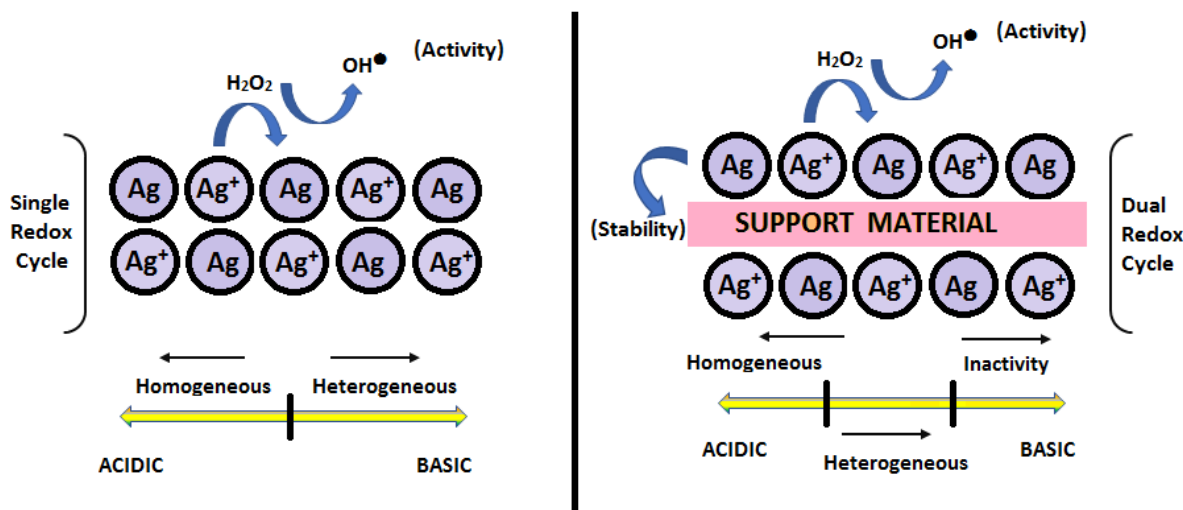 (Activity)
OH●
H₂O₂
Single
Redox
Cycle
Ag Ag⁺ Ag Ag⁺ Ag
Ag⁺ Ag Ag⁺ Ag Ag⁺
Homogeneous Heterogeneous
ACIDIC BASIC
OH●
(Activity)
H₂O₂
Ag Ag⁺ Ag Ag⁺ Ag
(Stability)
SUPPORT MATERIAL
Ag⁺ Ag Ag⁺ Ag Ag⁺
Dual
Redox
Cycle
Homogeneous Inactivity
ACIDIC BASIC
Heterogeneous